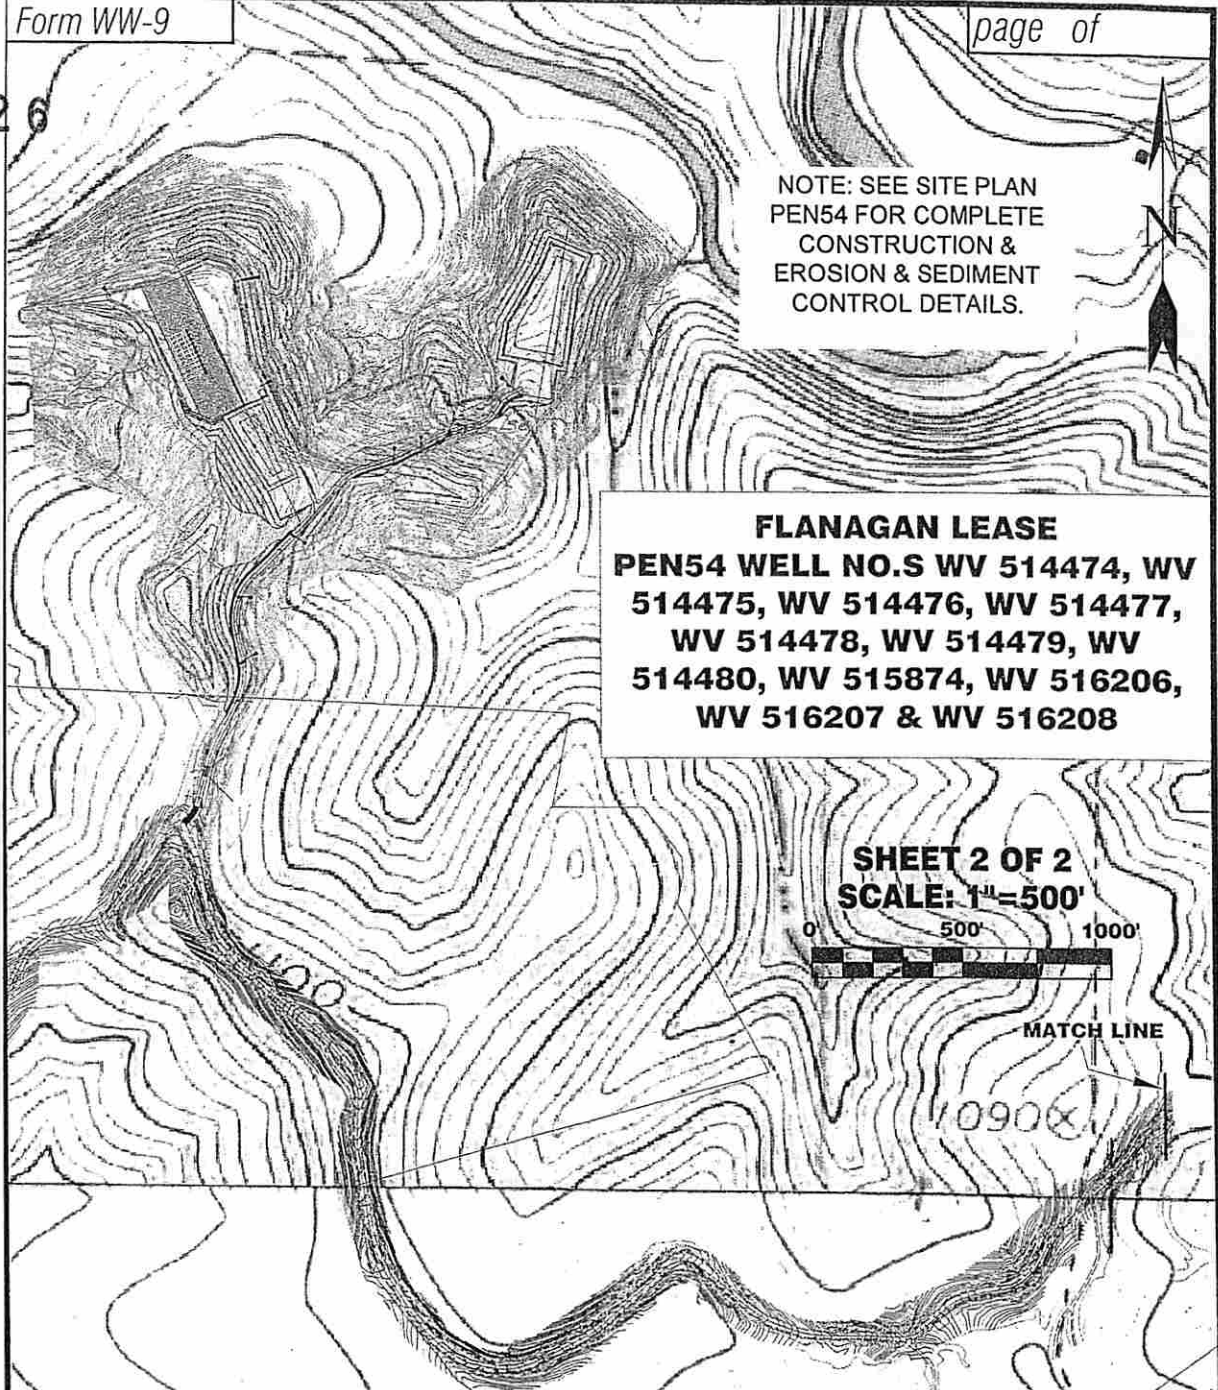 Form WW-9
page of
26
NOTE: SEE SITE PLAN
PEN54 FOR COMPLETE
CONSTRUCTION &
EROSION & SEDIMENT
CONTROL DETAILS.
N
FLANAGAN LEASE
PEN54 WELL NO.S WV 514474, WV
514475, WV 514476, WV 514477,
WV 514478, WV 514479, WV
514480, WV 515874, WV 516206,
WV 516207 & WV 516208
SHEET 2 OF 2
SCALE: 1"=500'
0' 500' 1000'
MATCH LINE
1090